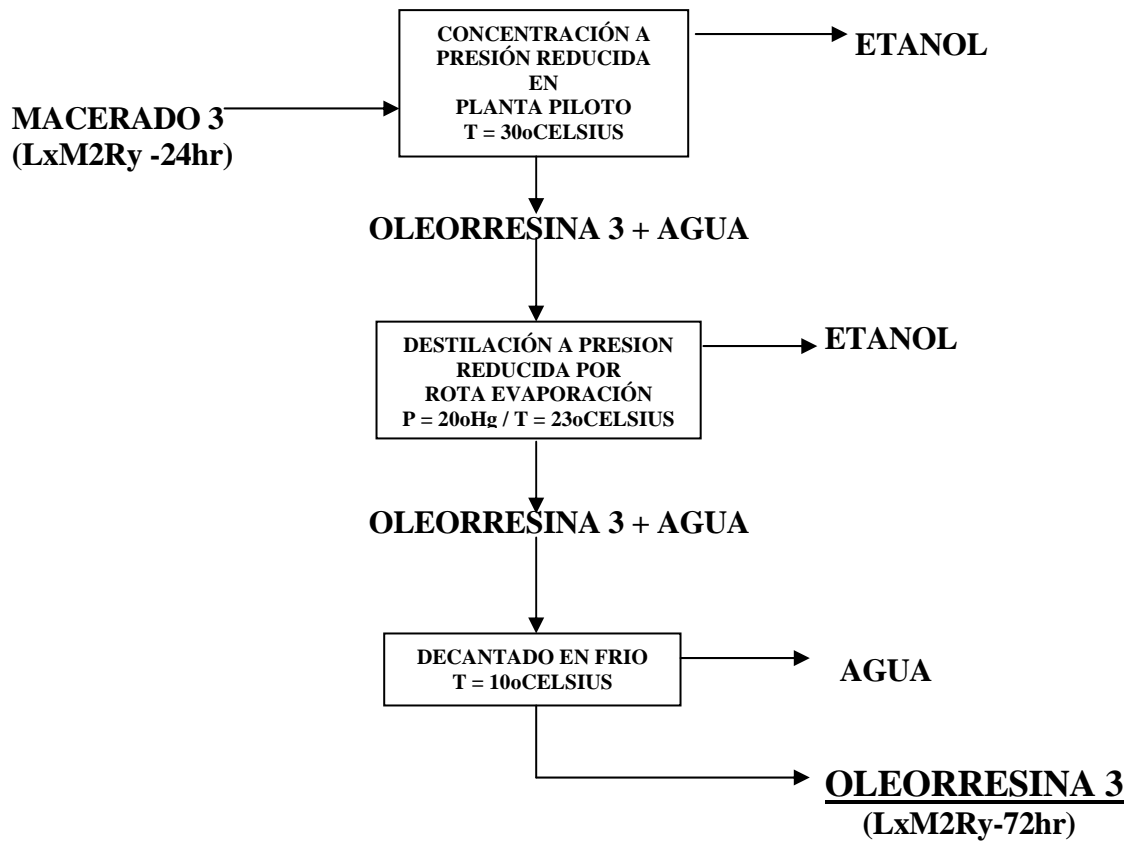 CONCENTRACIÓN A
PRESIÓN REDUCIDA
EN
PLANTA PILOTO
T = 30oCELSIUS
ETANOL
MACERADO 3
(LxM2Ry -24hr)
OLEORRESINA 3 + AGUA
DESTILACIÓN A PRESION
REDUCIDA POR
ROTA EVAPORACIÓN
P = 20oHg / T = 23oCELSIUS
ETANOL
OLEORRESINA 3 + AGUA
DECANTADO EN FRIO
T = 10oCELSIUS
AGUA
OLEORRESINA 3
(LxM2Ry-72hr)